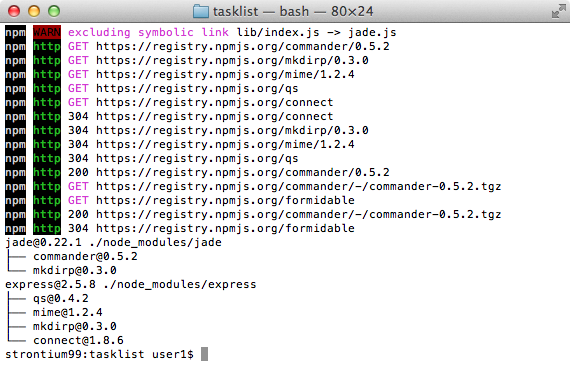 tasklist — bash — 80×24
npm WARN excluding symbolic link lib/index.js -> jade.js
npm http GET https://registry.npmjs.org/commander/0.5.2
npm http GET https://registry.npmjs.org/mkdirp/0.3.0
npm http GET https://registry.npmjs.org/mime/1.2.4
npm http GET https://registry.npmjs.org/qs
npm http GET https://registry.npmjs.org/connect
npm http 304 https://registry.npmjs.org/connect
npm http 304 https://registry.npmjs.org/mkdirp/0.3.0
npm http 304 https://registry.npmjs.org/mime/1.2.4
npm http 304 https://registry.npmjs.org/qs
npm http 200 https://registry.npmjs.org/commander/0.5.2
npm http GET https://registry.npmjs.org/commander/-/commander-0.5.2.tgz
npm http GET https://registry.npmjs.org/formidable
npm http 200 https://registry.npmjs.org/commander/-/commander-0.5.2.tgz
npm http 304 https://registry.npmjs.org/formidable
jade@0.22.1 ./node_modules/jade
├── commander@0.5.2
└── mkdirp@0.3.0
express@2.5.8 ./node_modules/express
├── qs@0.4.2
├── mime@1.2.4
├── mkdirp@0.3.0
└── connect@1.8.6
strontium99:tasklist user1$